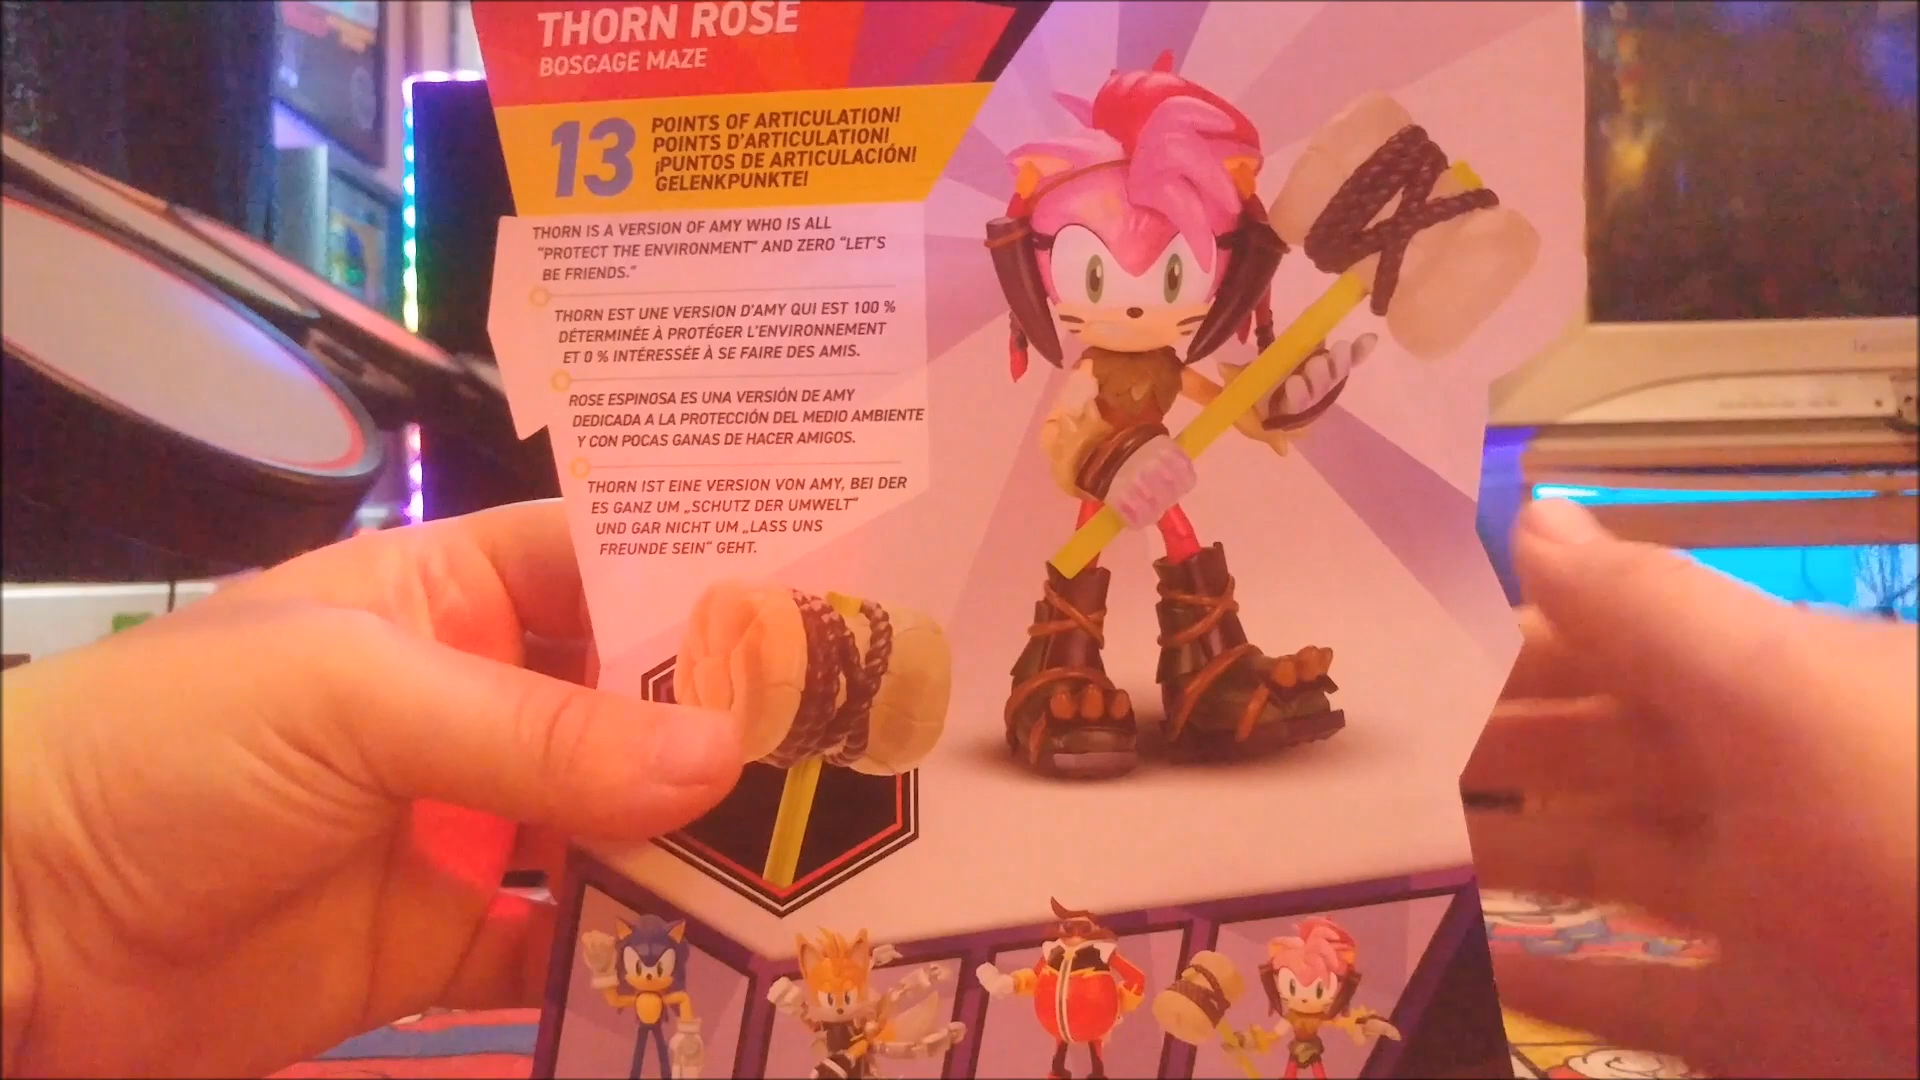 THORN ROSE
BOSCAGE MAZE
13
POINTS OF ARTICULATION!
POINTS D'ARTICULATION!
¡PUNTOS DE ARTICULACIÓN!
GELENKPUNKTE!
THORN IS A VERSION OF AMY WHO IS ALL
"PROTECT THE ENVIRONMENT" AND ZERO "LET'S
BE FRIENDS."
THORN EST UNE VERSION D'AMY QUI EST 100 %
DÉTERMINÉE À PROTÉGER L'ENVIRONNEMENT
ET 0 % INTÉRESSÉE À SE FAIRE DES AMIS.
ROSE ESPINOSA ES UNA VERSIÓN DE AMY
DEDICADA A LA PROTECCIÓN DEL MEDIO AMBIENTE
Y CON POCAS GANAS DE HACER AMIGOS.
THORN IST EINE VERSION VON AMY, BEI DER
ES GANZ UM „SCHUTZ DER UMWELT"
UND GAR NICHT UM „LASS UNS
FREUNDE SEIN" GEHT.